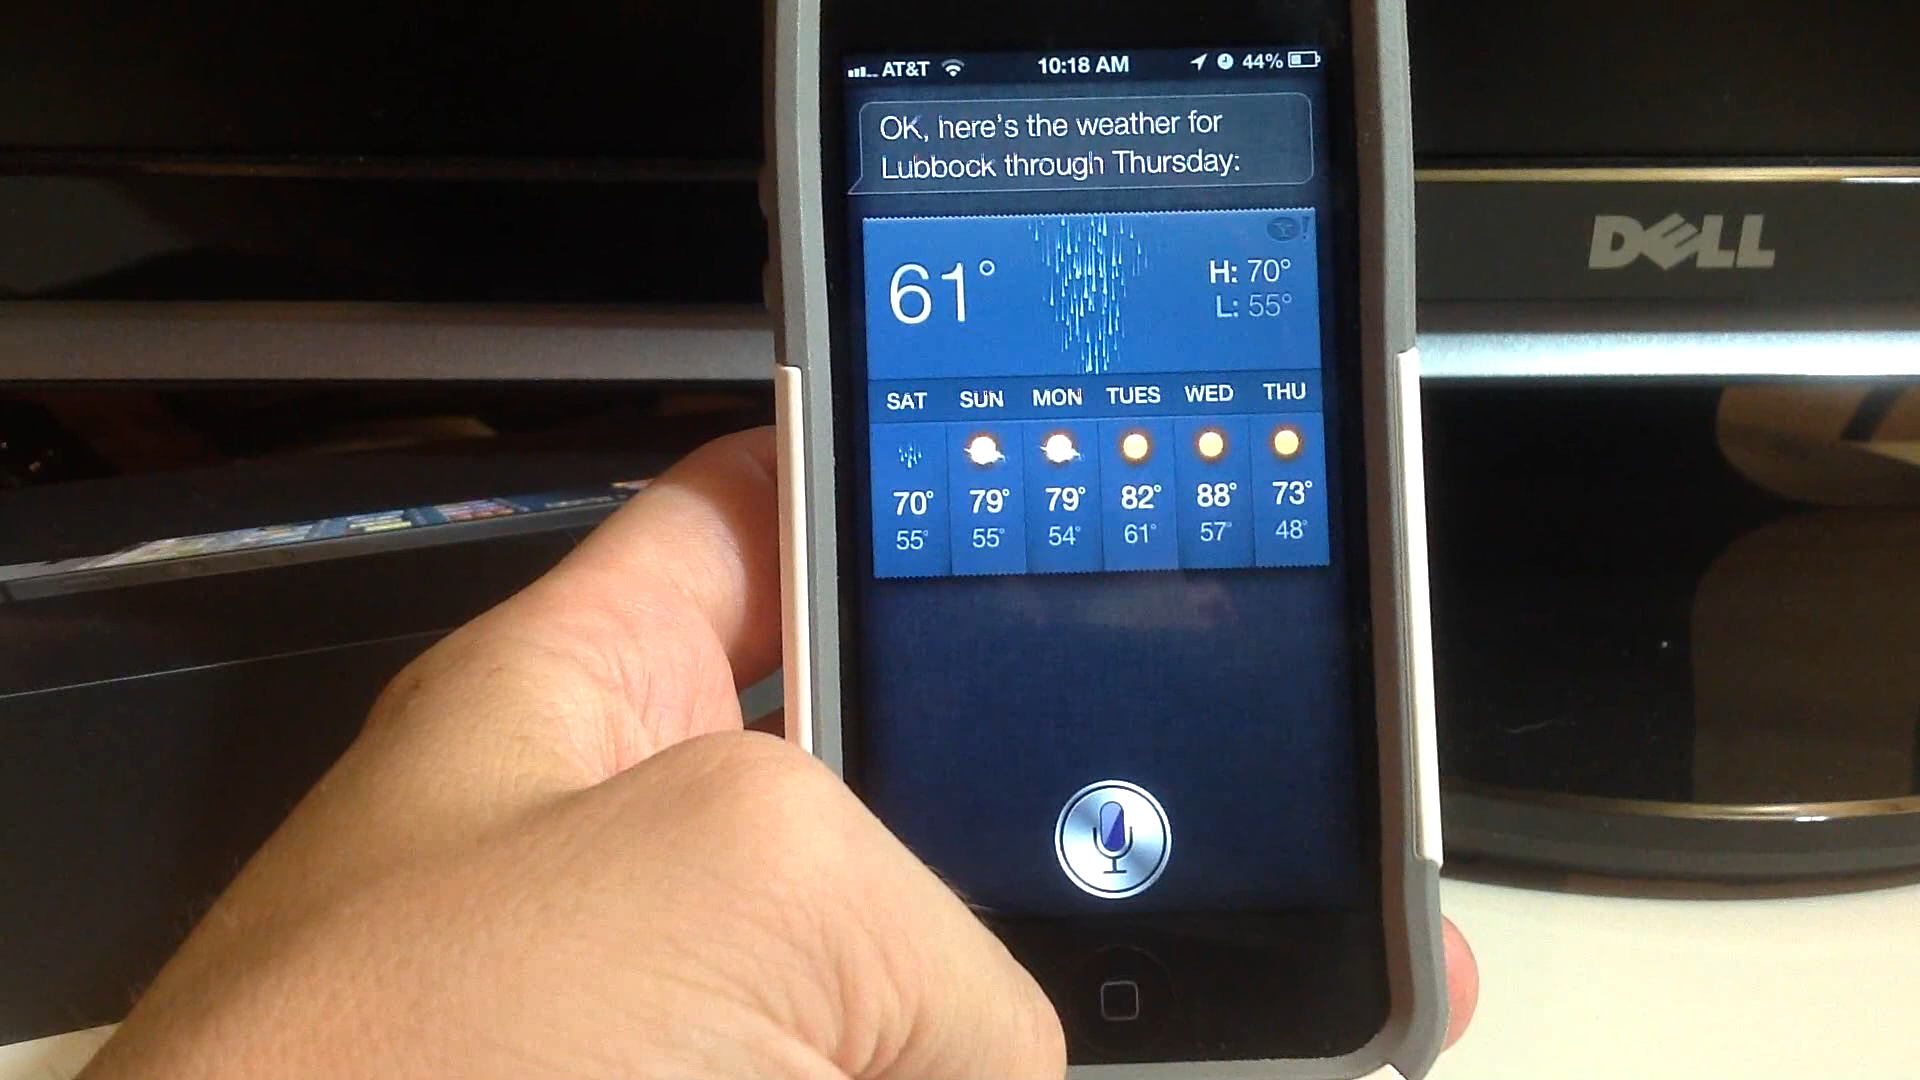 AT&T 10:18 AM 44%
OK, here's the weather for
Lubbock through Thursday:
61° H: 70°
L: 55°
SAT SUN MON TUES WED THU
70° 79° 79° 82° 88° 73°
55° 55° 54° 61° 57° 48°
DELL